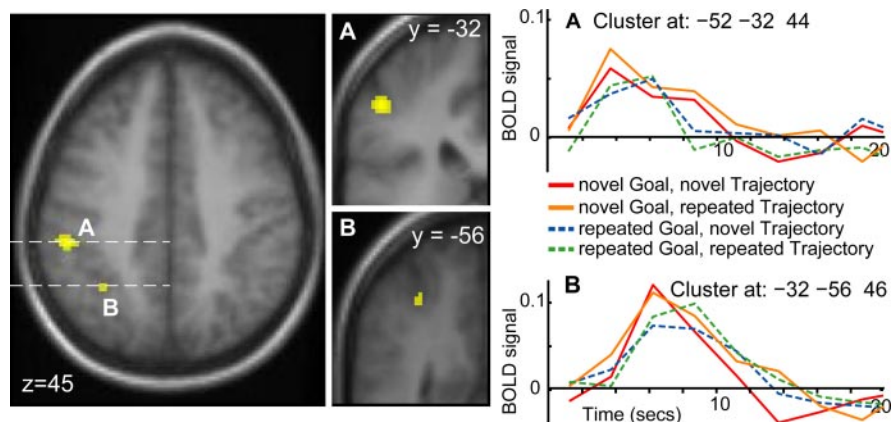 A
y = -32
A
B
z=45
B
y = -56
0.1
A Cluster at: −52 −32 44
BOLD signal
0
10
20
novel Goal, novel Trajectory
novel Goal, repeated Trajectory
repeated Goal, novel Trajectory
repeated Goal, repeated Trajectory
B Cluster at: −32 −56 46
0.1
BOLD signal
0
Time (secs)
10
20